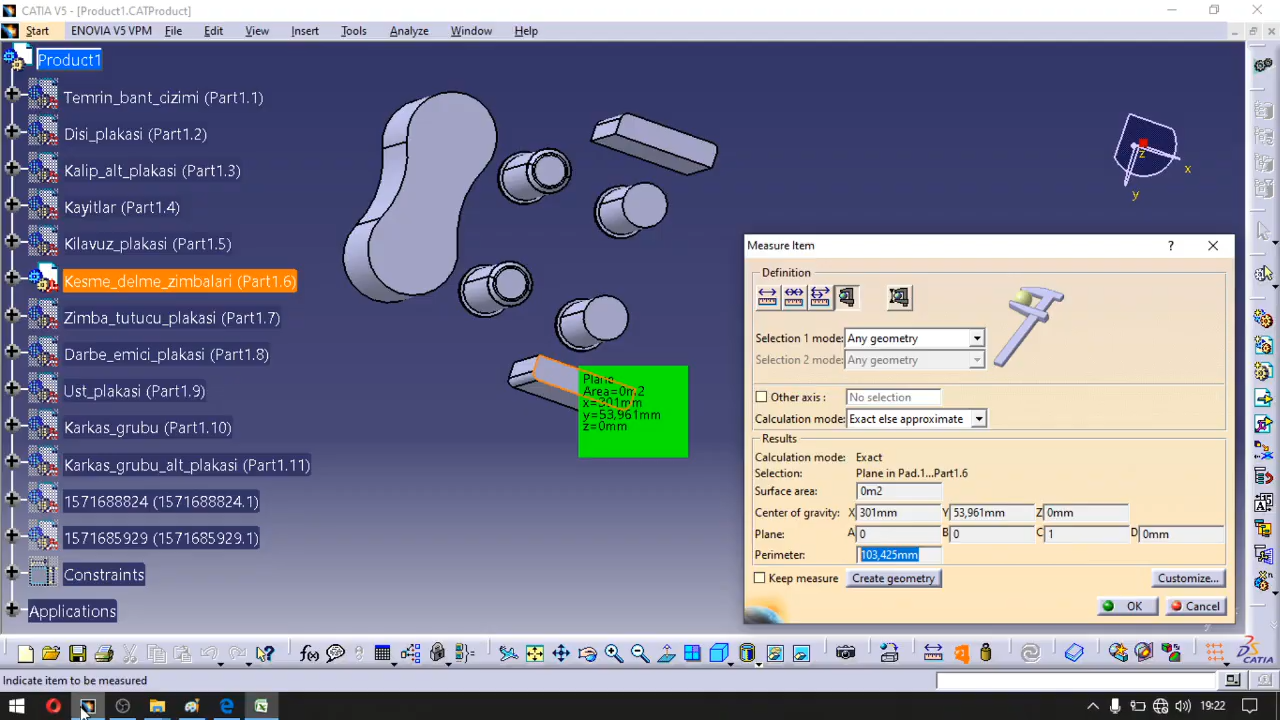 CATIA V5 - [Product1.CATProduct]
Start ENOVIA V5 VPM File Edit View Insert Tools Analyze Window Help
Product1
Temrin_bant_cizimi (Part1.1)
Disi_plakasi (Part1.2)
Kalip_alt_plakasi (Part1.3)
Kayitlar (Part1.4)
Kilavuz_plakasi (Part1.5)
Kesme_delme_zimbalari (Part1.6)
Zimba_tutucu_plakasi (Part1.7)
Darbe_emici_plakasi (Part1.8)
Ust_plakasi (Part1.9)
Karkas_grubu (Part1.10)
Karkas_grubu_alt_plakasi (Part1.11)
1571688824 (1571688824.1)
1571685929 (1571685929.1)
Constraints
Applications
z
x
y
Plane
Area=0m2
x=301mm
y=53,961mm
z=0mm
Measure Item ?
Definition
Selection 1 mode: Any geometry
Selection 2 mode: Any geometry
Other axis : No selection
Calculation mode: Exact else approximate
Results
Calculation mode: Exact
Selection: Plane in Pad.1...Part1.6
Surface area: 0m2
Center of gravity: X 301mm Y 53,961mm Z 0mm
Plane: A 0 B 0 C 1 D 0mm
Perimeter: 103,425mm
Keep measure Create geometry Customize...
OK Cancel
f(x)
CATIA
Indicate item to be measured
19:22